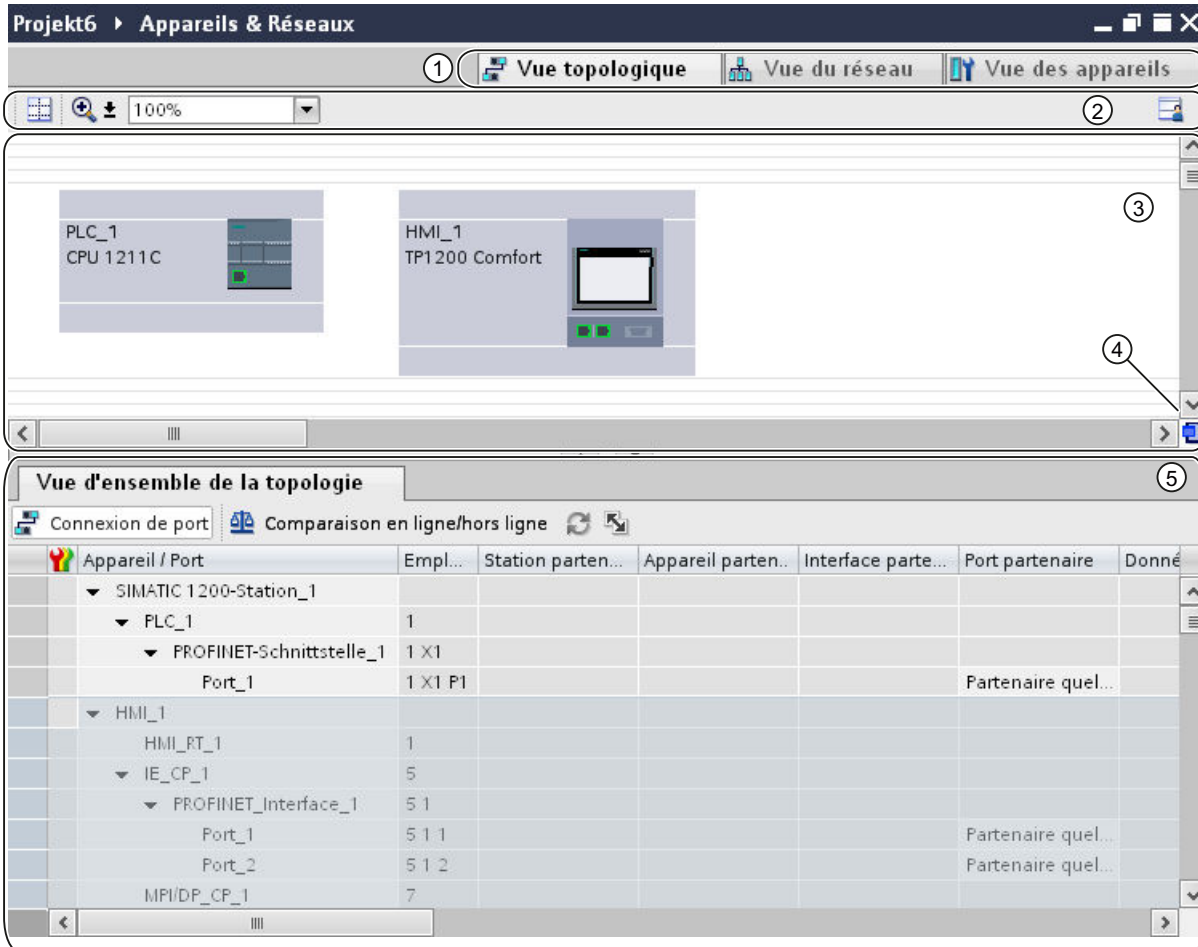 Projekt6 ▸ Appareils & Réseaux
1 Vue topologique Vue du réseau Vue des appareils
100% 2
3
PLC_1
CPU 1211C
HMI_1
TP1200 Comfort
4
Vue d'ensemble de la topologie 5
Connexion de port Comparaison en ligne/hors ligne
Appareil / Port Empl... Station parten... Appareil parten.. Interface parte... Port partenaire Donné
SIMATIC 1200-Station_1
PLC_1 1
PROFINET-Schnittstelle_1 1 X1
Port_1 1 X1 P1 Partenaire quel...
HMI_1
HMI_RT_1 1
IE_CP_1 5
PROFINET_Interface_1 5 1
Port_1 5 1 1 Partenaire quel...
Port_2 5 1 2 Partenaire quel...
MPI/DP_CP_1 7